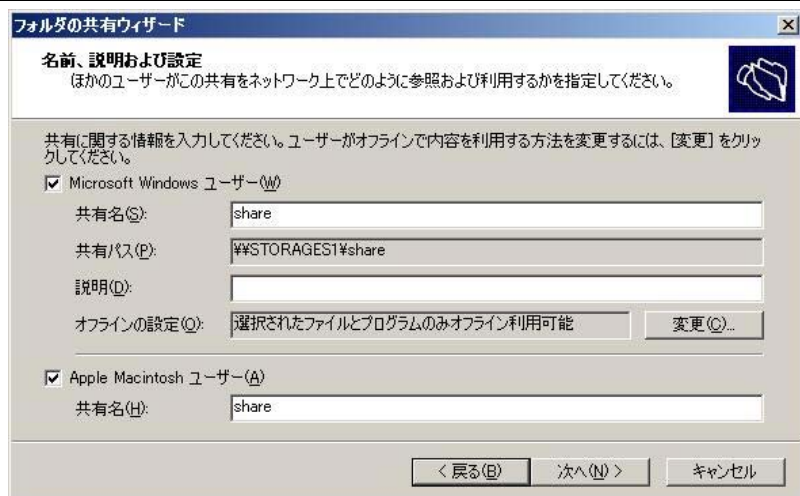 フォルダの共有ウィザード
名前、説明および設定
ほかのユーザーがこの共有をネットワーク上でどのように参照および利用するかを指定してください。
共有に関する情報を入力してください。ユーザーがオフラインで内容を利用する方法を変更するには、[変更] をクリッ
クしてください。
Microsoft Windows ユーザー(W)
共有名(S): share
共有パス(P): ¥¥STORAGES1¥share
説明(D):
オフラインの設定(O): 選択されたファイルとプログラムのみオフライン利用可能 変更(C)...
Apple Macintosh ユーザー(A)
共有名(H): share
< 戻る(B) 次へ(N) > キャンセル